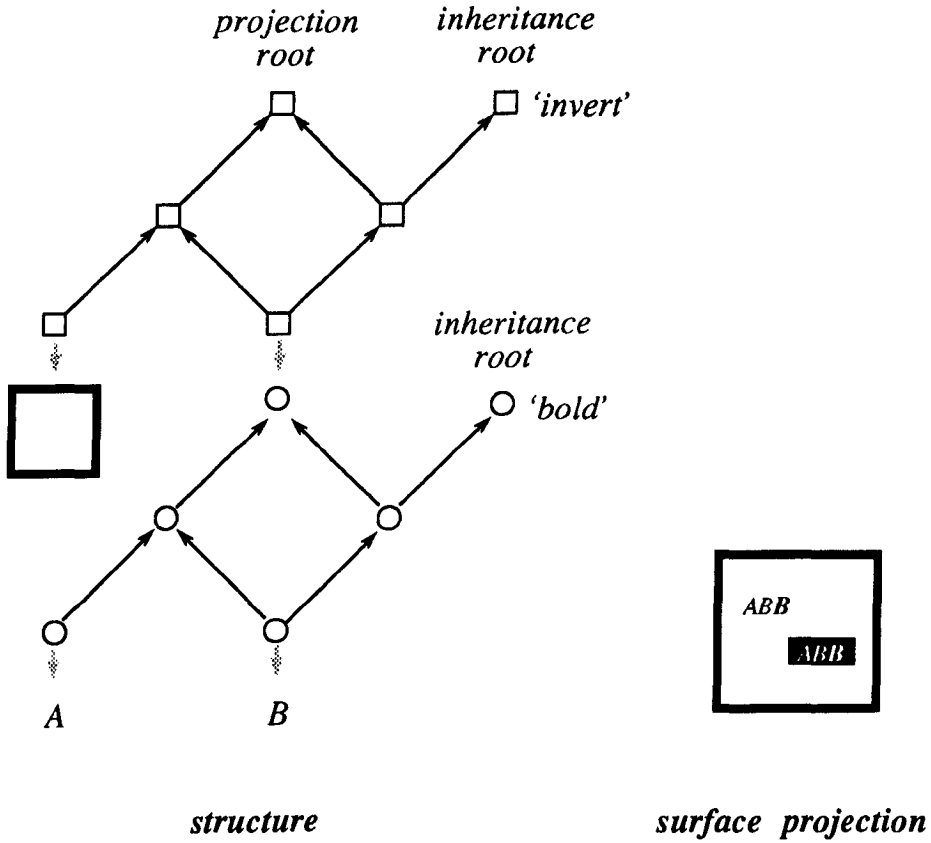 projection
root
inheritance
root
'invert'
inheritance
root
'bold'
A
B
ABB
ABB
structure
surface projection